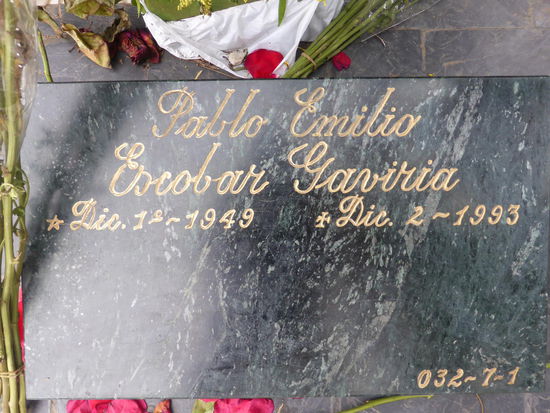 Pablo Emilio
Escobar Gaviria
★ Dic. 1º~1949 ✝ Dic. 2~1993
032-7-1